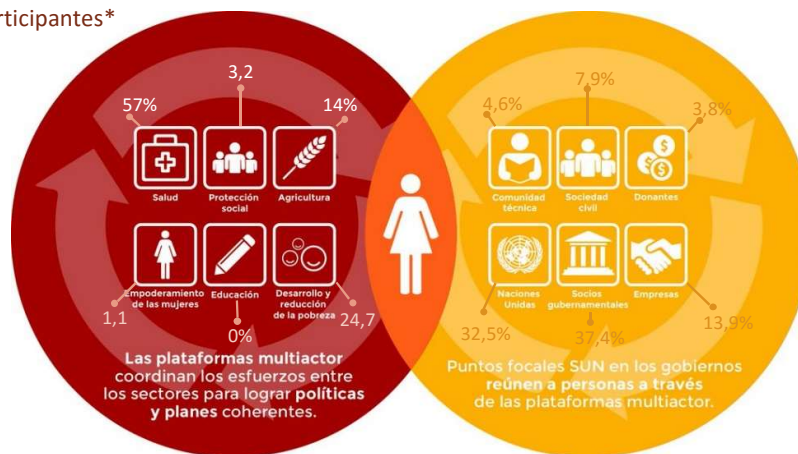 rticipantes*
57%
3,2
14%
Salud
Protección
social
Agricultura
Empoderamiento
de las mujeres
Educación
Desarrollo y
reducción
de la pobreza
1,1
0%
24,7
Las plataformas multiactor
coordinan los esfuerzos entre
los sectores para lograr políticas
y planes coherentes.
4,6%
7,9%
3,8%
Comunidad
técnica
Sociedad
civil
Donantes
Naciones
Unidas
Socios
gubernamentales
Empresas
32,5%
37,4%
13,9%
Puntos focales SUN en los gobiernos
reúnen a personas a través
de las plataformas multiactor.